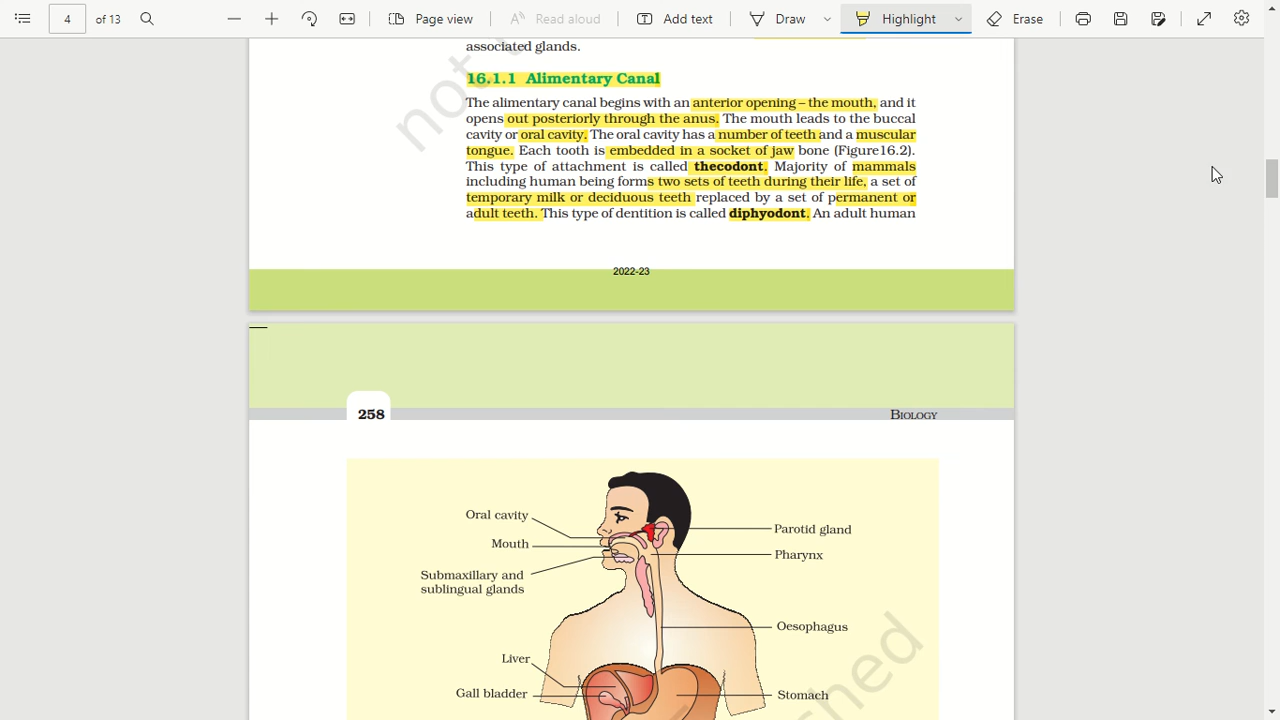 4 of 13
Page view
Read aloud
Add text
Draw
Highlight
Erase
associated glands.
16.1.1 Alimentary Canal
The alimentary canal begins with an anterior opening – the mouth, and it
opens out posteriorly through the anus. The mouth leads to the buccal
cavity or oral cavity. The oral cavity has a number of teeth and a muscular
tongue. Each tooth is embedded in a socket of jaw bone (Figure16.2).
This type of attachment is called thecodont. Majority of mammals
including human being forms two sets of teeth during their life, a set of
temporary milk or deciduous teeth replaced by a set of permanent or
adult teeth. This type of dentition is called diphyodont. An adult human
not
2022-23
258
BIOLOGY
Oral cavity
Mouth
Submaxillary and
sublingual glands
Parotid gland
Pharynx
Oesophagus
Liver
Gall bladder
Stomach